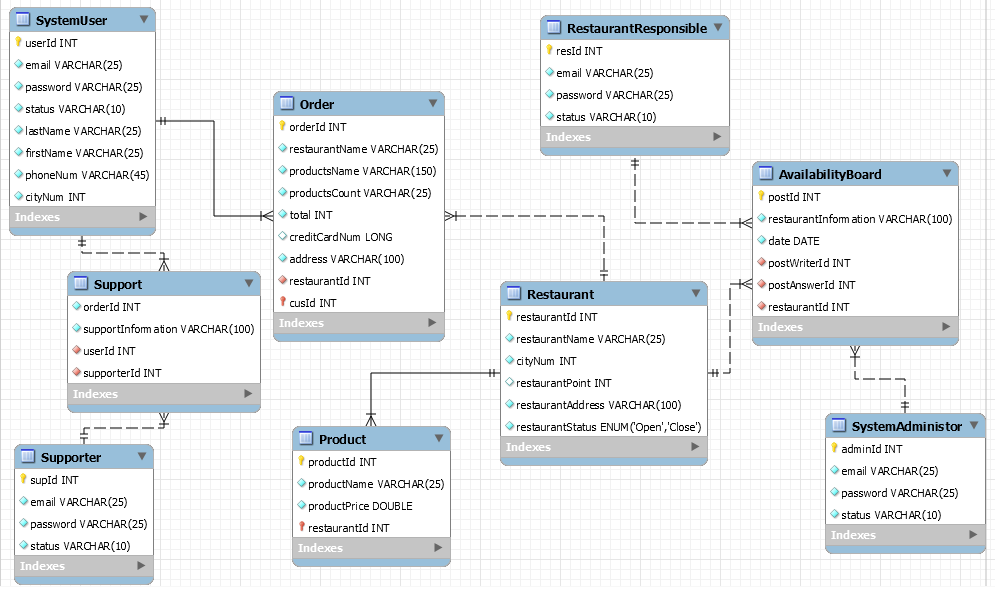 SystemUser
userId INT
email VARCHAR(25)
password VARCHAR(25)
status VARCHAR(10)
lastName VARCHAR(25)
firstName VARCHAR(25)
phoneNum VARCHAR(45)
cityNum INT
Indexes
Order
orderId INT
restaurantName VARCHAR(25)
productsName VARCHAR(150)
productsCount VARCHAR(25)
total INT
creditCardNum LONG
address VARCHAR(100)
restaurantId INT
cusId INT
Indexes
RestaurantResponsible
resId INT
email VARCHAR(25)
password VARCHAR(25)
status VARCHAR(10)
Indexes
AvailabilityBoard
postId INT
restaurantInfomation VARCHAR(100)
date DATE
postWriterId INT
postAnswerId INT
restaurantId INT
Indexes
Support
orderId INT
supportInfomation VARCHAR(100)
userId INT
supporterId INT
Indexes
Restaurant
restaurantId INT
restaurantName VARCHAR(25)
cityNum INT
restaurantPoint INT
restaurantAddress VARCHAR(100)
restaurantStatus ENUM('Open','Close')
Indexes
Supporter
supId INT
email VARCHAR(25)
password VARCHAR(25)
status VARCHAR(10)
Indexes
Product
productId INT
productName VARCHAR(25)
productPrice DOUBLE
restaurantId INT
Indexes
SystemAdministor
adminId INT
email VARCHAR(25)
password VARCHAR(25)
status VARCHAR(10)
Indexes